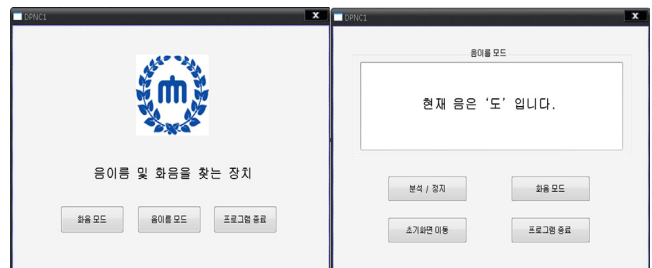 DPNC1
음이름 및 화음을 찾는 장치
화음 모드
음이름 모드
프로그램 종료
DPNC1
음이름 모드
현재 음은 ‘도’ 입니다.
분석 / 정지
화음 모드
초기화면 이동
프로그램 종료